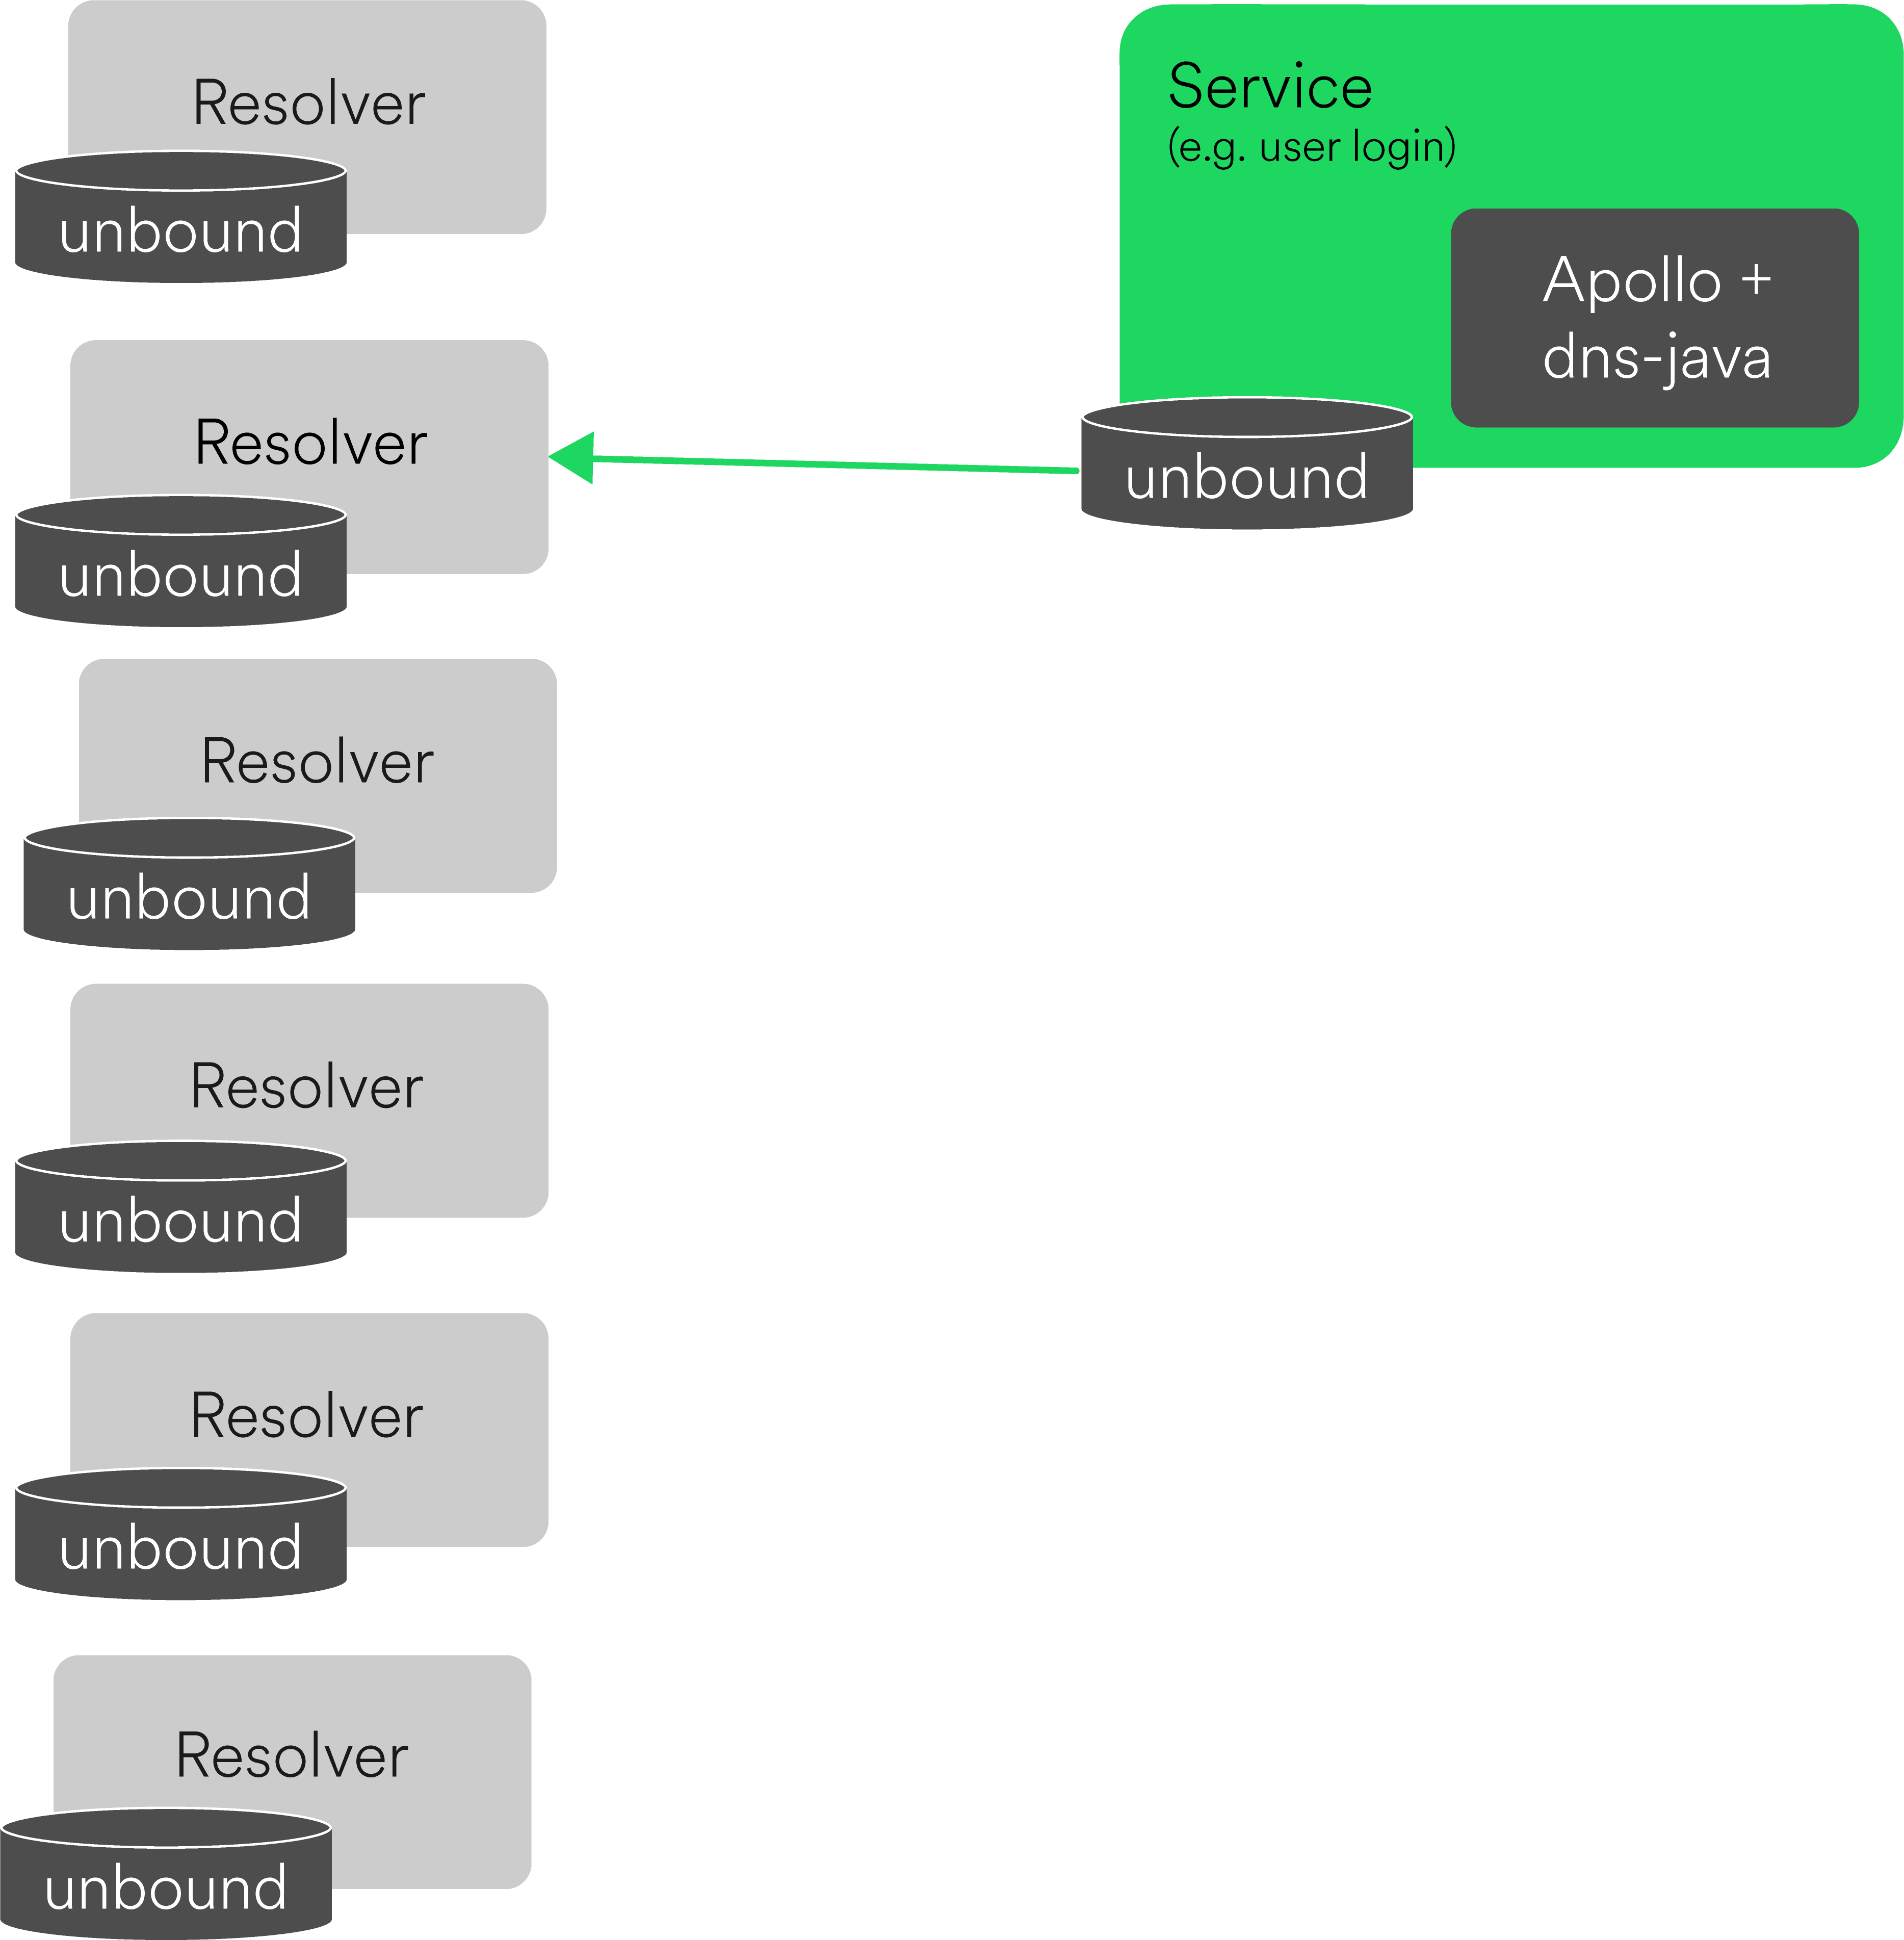 Resolver
unbound
Service
(e.g. user login)
Apollo +
dns-java
unbound
Resolver
unbound
Resolver
unbound
Resolver
unbound
Resolver
unbound
Resolver
unbound